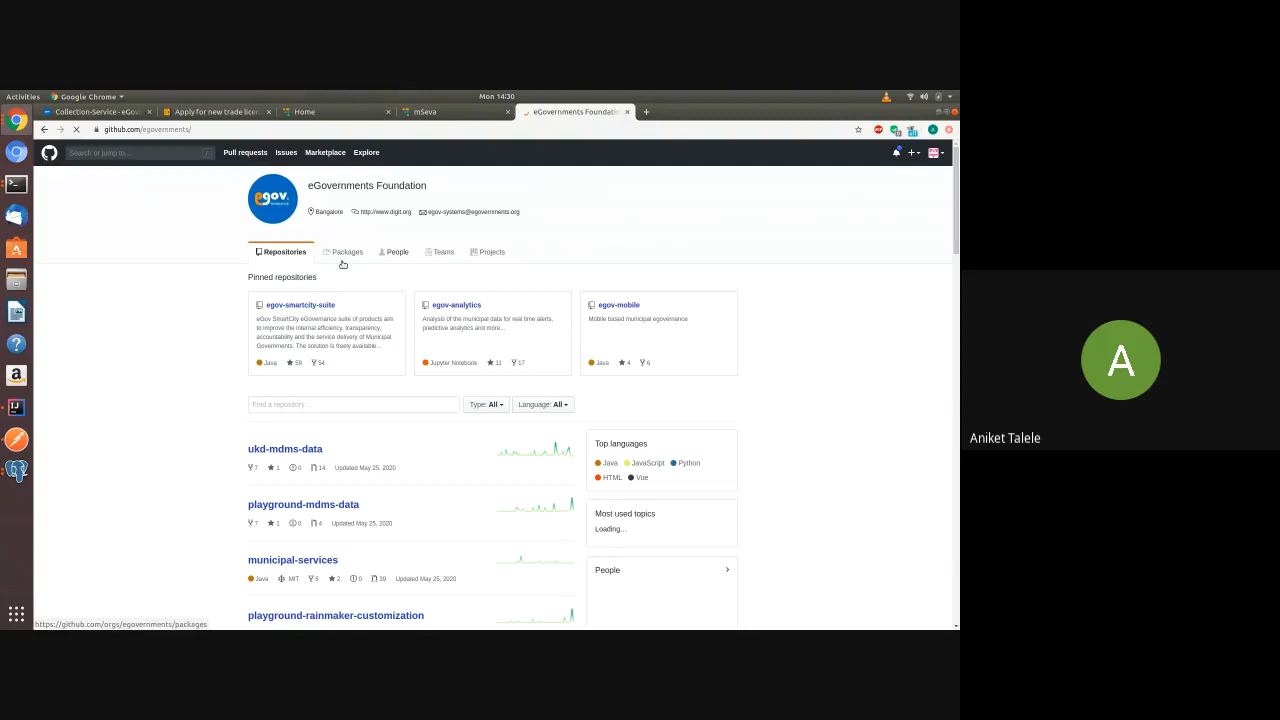 Activities Google Chrome Mon 14:30
Collection-Service - eGov Apply for new trade licen Home mSeva eGovernments Foundati
github.com/egovernments/
Search or jump to... / Pull requests Issues Marketplace Explore
eGovernments Foundation
egov.
Bangalore http://www.digit.org egov-systems@egovernments.org
Repositories Packages People Teams Projects
Pinned repositories
egov-smartcity-suite
eGov SmartCity eGovernance suite of products aim
to improve the internal efficiency, transparency,
accountability and the service delivery of Municipal
Governments. The solution is freely available...
Java 59 54
egov-analytics
Analysis of the municipal data for real time alerts,
predictive analytics and more...
Jupyter Notebook 11 17
egov-mobile
Mobile based municipal egovernance
Java 4 6
Find a repository… Type: All Language: All
ukd-mdms-data
7 1 0 14 Updated May 25, 2020
playground-mdms-data
7 1 0 4 Updated May 25, 2020
municipal-services
Java MIT 6 2 0 39 Updated May 25, 2020
playground-rainmaker-customization
Top languages
Java JavaScript Python
HTML Vue
Most used topics
Loading…
People
https://github.com/orgs/egovernments/packages
A
Aniket Talele